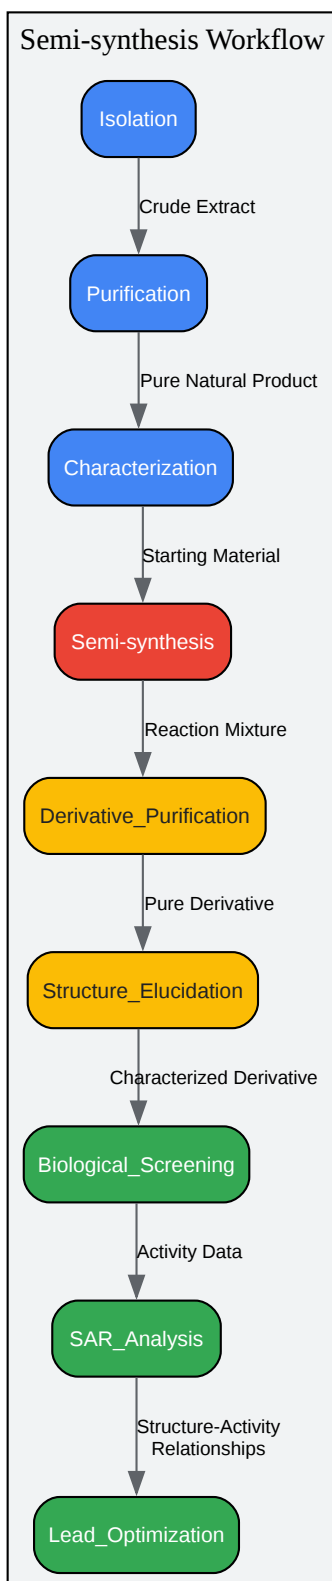 Semi-synthesis Workflow
Isolation
Crude Extract
Purification
Pure Natural Product
Characterization
Starting Material
Semi-synthesis
Reaction Mixture
Derivative_Purification
Pure Derivative
Structure_Elucidation
Characterized Derivative
Biological_Screening
Activity Data
SAR_Analysis
Structure-Activity
Relationships
Lead_Optimization